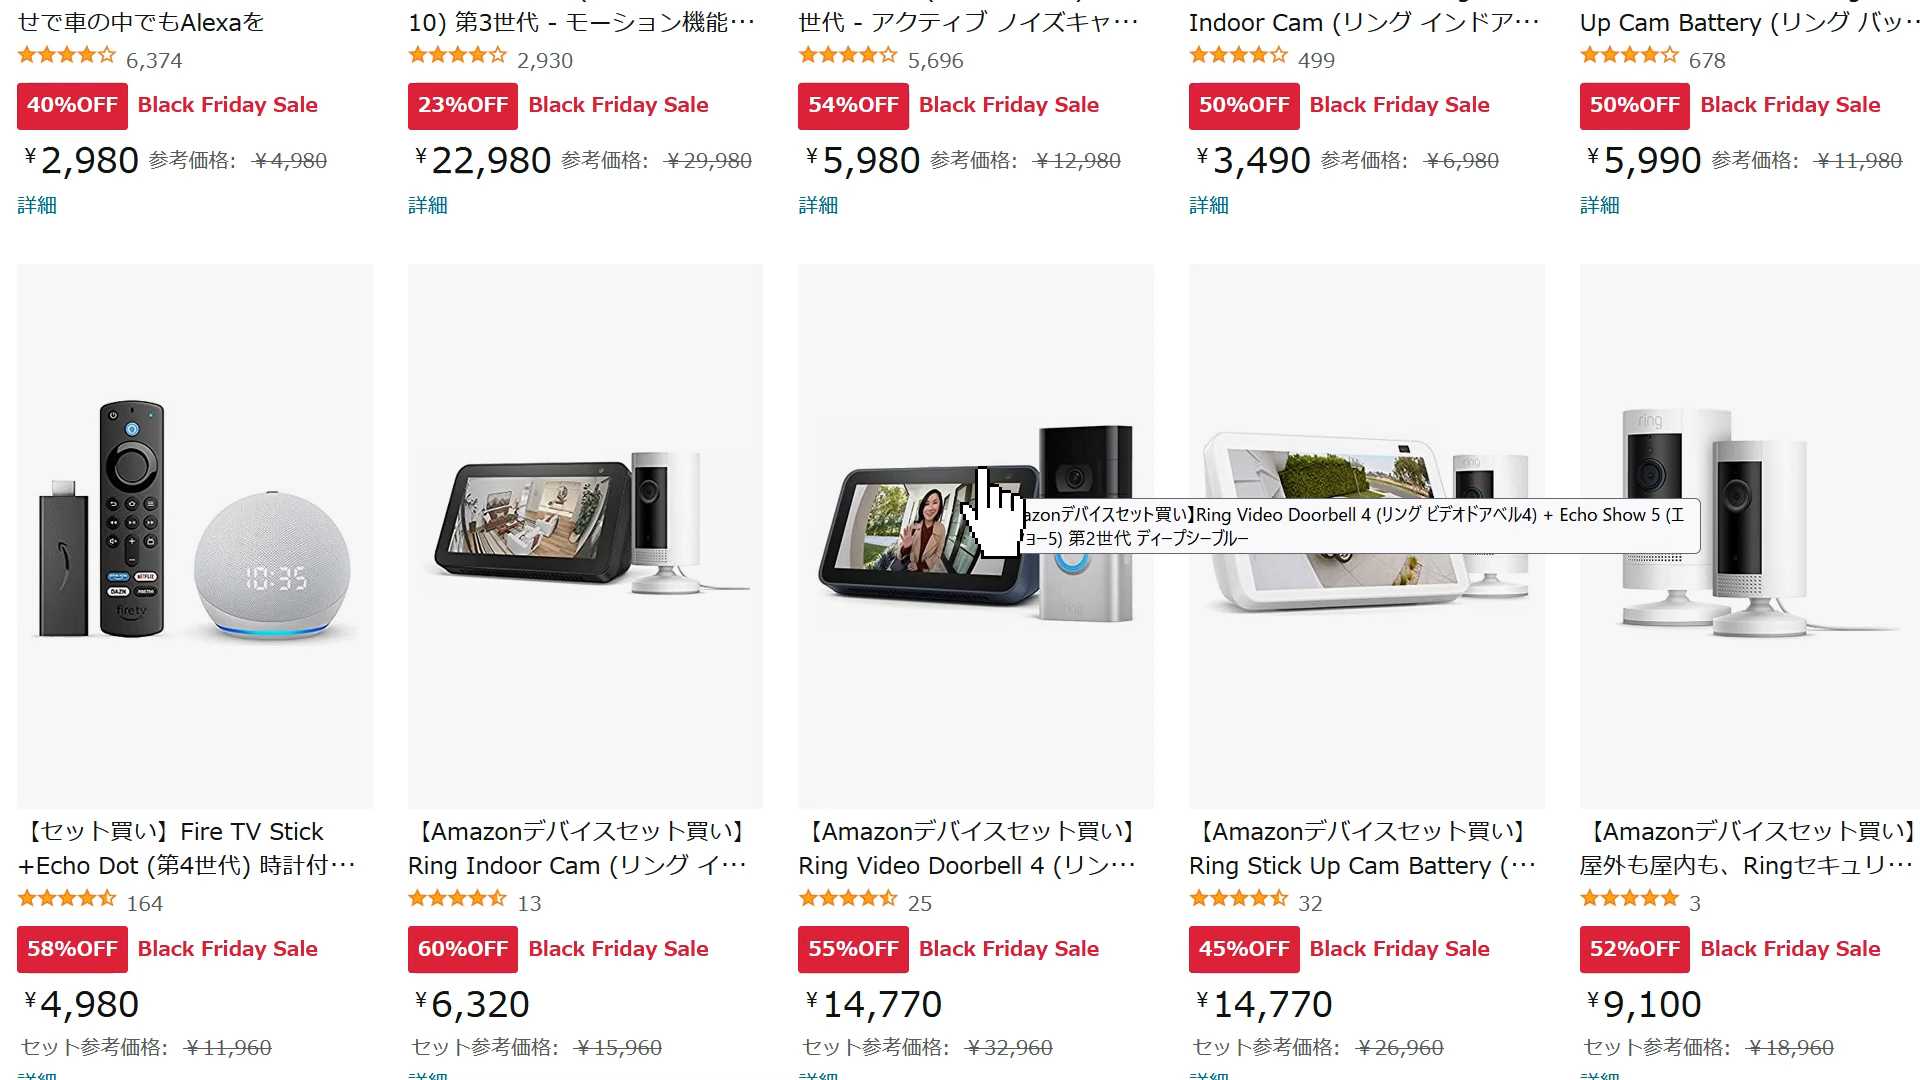 せで車の中でもAlexaを
10) 第3世代 - モーション機能…
世代 - アクティブ ノイズキャ…
Indoor Cam (リング インドア…
Up Cam Battery (リング バッ…
6,374
2,930
5,696
499
678
40%OFF Black Friday Sale
23%OFF Black Friday Sale
54%OFF Black Friday Sale
50%OFF Black Friday Sale
50%OFF Black Friday Sale
¥2,980 参考価格: ¥4,980
¥22,980 参考価格: ¥29,980
¥5,980 参考価格: ¥12,980
¥3,490 参考価格: ¥6,980
¥5,990 参考価格: ¥11,980
詳細
詳細
詳細
詳細
詳細
ring
ring
azonデバイスセット買い】Ring Video Doorbell 4 (リング ビデオドアベル4) + Echo Show 5 (エ
ョー5) 第2世代 ディープシーブルー
NETFLIX
DAZN
fire tv
10:35
ring
【セット買い】Fire TV Stick
+Echo Dot (第4世代) 時計付…
【Amazonデバイスセット買い】
Ring Indoor Cam (リング イ…
【Amazonデバイスセット買い】
Ring Video Doorbell 4 (リン…
【Amazonデバイスセット買い】
Ring Stick Up Cam Battery (…
【Amazonデバイスセット買い】
屋外も屋内も、Ringセキュリ…
164
13
25
32
3
58%OFF Black Friday Sale
60%OFF Black Friday Sale
55%OFF Black Friday Sale
45%OFF Black Friday Sale
52%OFF Black Friday Sale
¥4,980
¥6,320
¥14,770
¥14,770
¥9,100
セット参考価格: ¥11,960
セット参考価格: ¥15,960
セット参考価格: ¥32,960
セット参考価格: ¥26,960
セット参考価格: ¥18,960
詳細
詳細
詳細
詳細
詳細